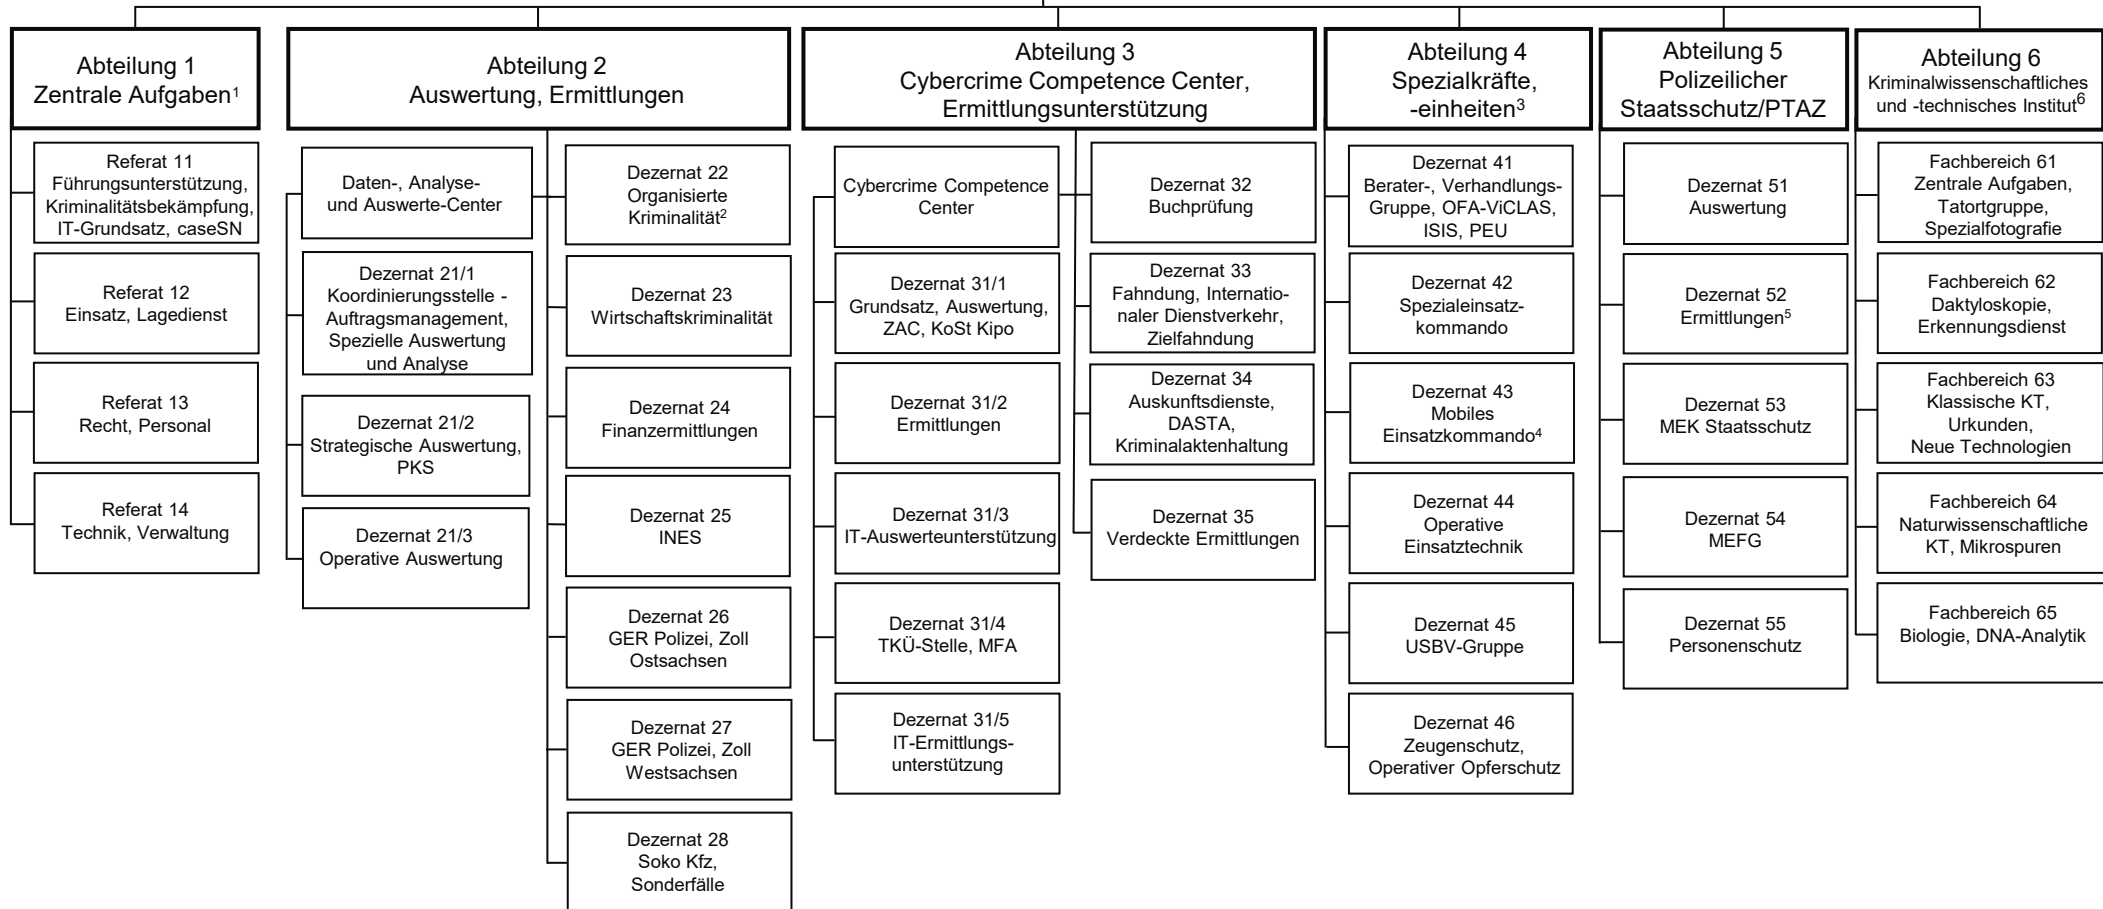 Abteilung 1
Zentrale Aufgaben¹
Referat 11
Führungsunterstützung,
Kriminalitätsbekämpfung,
IT-Grundsatz, caseSN
Referat 12
Einsatz, Lagedienst
Referat 13
Recht, Personal
Referat 14
Technik, Verwaltung
Abteilung 2
Auswertung, Ermittlungen
Daten-, Analyse-
und Auswerte-Center
Dezernat 21/1
Koordinierungsstelle -
Auftragsmanagement,
Spezielle Auswertung
und Analyse
Dezernat 21/2
Strategische Auswertung,
PKS
Dezernat 21/3
Operative Auswertung
Dezernat 22
Organisierte
Kriminalität²
Dezernat 23
Wirtschaftskriminalität
Dezernat 24
Finanzermittlungen
Dezernat 25
INES
Dezernat 26
GER Polizei, Zoll
Ostsachsen
Dezernat 27
GER Polizei, Zoll
Westsachsen
Dezernat 28
Soko Kfz,
Sonderfälle
Abteilung 3
Cybercrime Competence Center,
Ermittlungsunterstützung
Cybercrime Competence
Center
Dezernat 31/1
Grundsatz, Auswertung,
ZAC, KoSt Kipo
Dezernat 31/2
Ermittlungen
Dezernat 31/3
IT-Auswerteunterstützung
Dezernat 31/4
TKÜ-Stelle, MFA
Dezernat 31/5
IT-Ermittlungs-
unterstützung
Dezernat 32
Buchprüfung
Dezernat 33
Fahndung, Internatio-
naler Dienstverkehr,
Zielfahndung
Dezernat 34
Auskunftsdienste,
DASTA,
Kriminalaktenhaltung
Dezernat 35
Verdeckte Ermittlungen
Abteilung 4
Spezialkräfte,
-einheiten³
Dezernat 41
Berater-, Verhandlungs-
Gruppe, OFA-ViCLAS,
ISIS, PEU
Dezernat 42
Spezialeinsatz-
kommando
Dezernat 43
Mobiles
Einsatzkommando⁴
Dezernat 44
Operative
Einsatztechnik
Dezernat 45
USBV-Gruppe
Dezernat 46
Zeugenschutz,
Operativer Opferschutz
Abteilung 5
Polizeilicher
Staatsschutz/PTAZ
Dezernat 51
Auswertung
Dezernat 52
Ermittlungen⁵
Dezernat 53
MEK Staatsschutz
Dezernat 54
MEFG
Dezernat 55
Personenschutz
Abteilung 6
Kriminalwissenschaftliches
und -technisches Institut⁶
Fachbereich 61
Zentrale Aufgaben,
Tatortgruppe,
Spezialfotografie
Fachbereich 62
Daktyloskopie,
Erkennungsdienst
Fachbereich 63
Klassische KT,
Urkunden,
Neue Technologien
Fachbereich 64
Naturwissenschaftliche
KT, Mikrospuren
Fachbereich 65
Biologie, DNA-Analytik